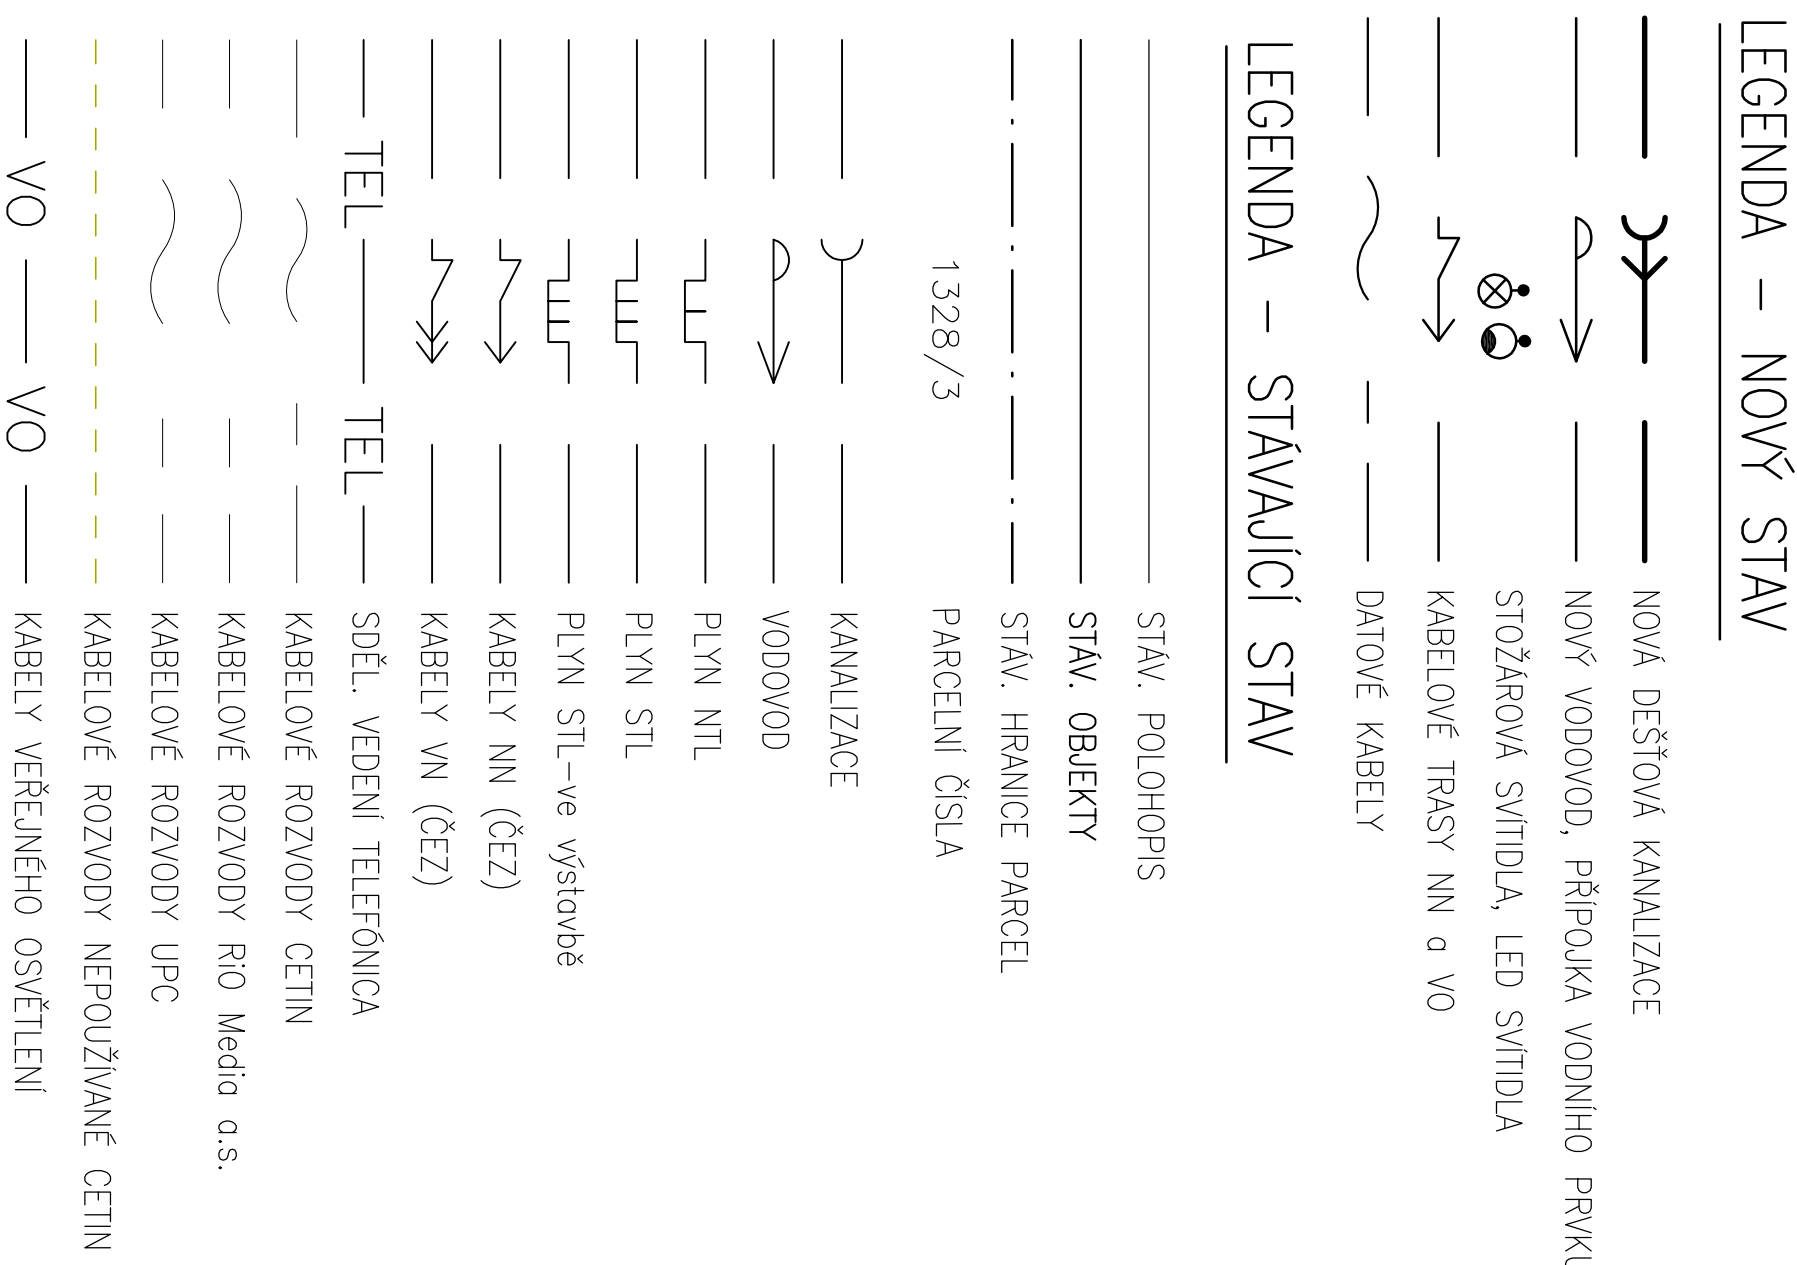 LEGENDA - NOVÝ STAV
NOVÁ DEŠŤOVÁ KANALIZACE
NOVÝ VODOVOD, PŘÍPOJKA VODNÍHO PRVKU
STOŽÁROVÁ SVÍTIDLA, LED SVÍTIDLA
KABELOVÉ TRASY NN a VO
DATOVÉ KABELY
LEGENDA - STÁVAJÍCÍ STAV
STÁV. POLOHOPIS
STÁV. OBJEKTY
STÁV. HRANICE PARCEL
1328/3 PARCELNÍ ČÍSLA
KANALIZACE
VODOVOD
PLYN NTL
PLYN STL
PLYN STL-ve výstavbě
KABELY NN (ČEZ)
KABELY VN (ČEZ)
TEL TEL SDĚL. VEDENÍ TELEFÓNICA
KABELOVÉ ROZVODY CETIN
KABELOVÉ ROZVODY RiO Media a.s.
KABELOVÉ ROZVODY UPC
KABELOVÉ ROZVODY NEPOUŽÍVANÉ CETIN
VO VO KABELY VEŘEJNÉHO OSVĚTLENÍ